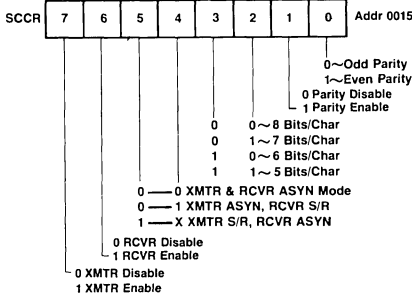 SCCR 7 6 5 4 3 2 1 0 Addr 0015
0~Odd Parity
1~Even Parity
0 Parity Disable
1 Parity Enable
0 0~8 Bits/Char
0 1~7 Bits/Char
1 0~6 Bits/Char
1 1~5 Bits/Char
0 — 0 XMTR & RCVR ASYN Mode
0 — 1 XMTR ASYN, RCVR S/R
1 — X XMTR S/R, RCVR ASYN
0 RCVR Disable
1 RCVR Enable
0 XMTR Disable
1 XMTR Enable